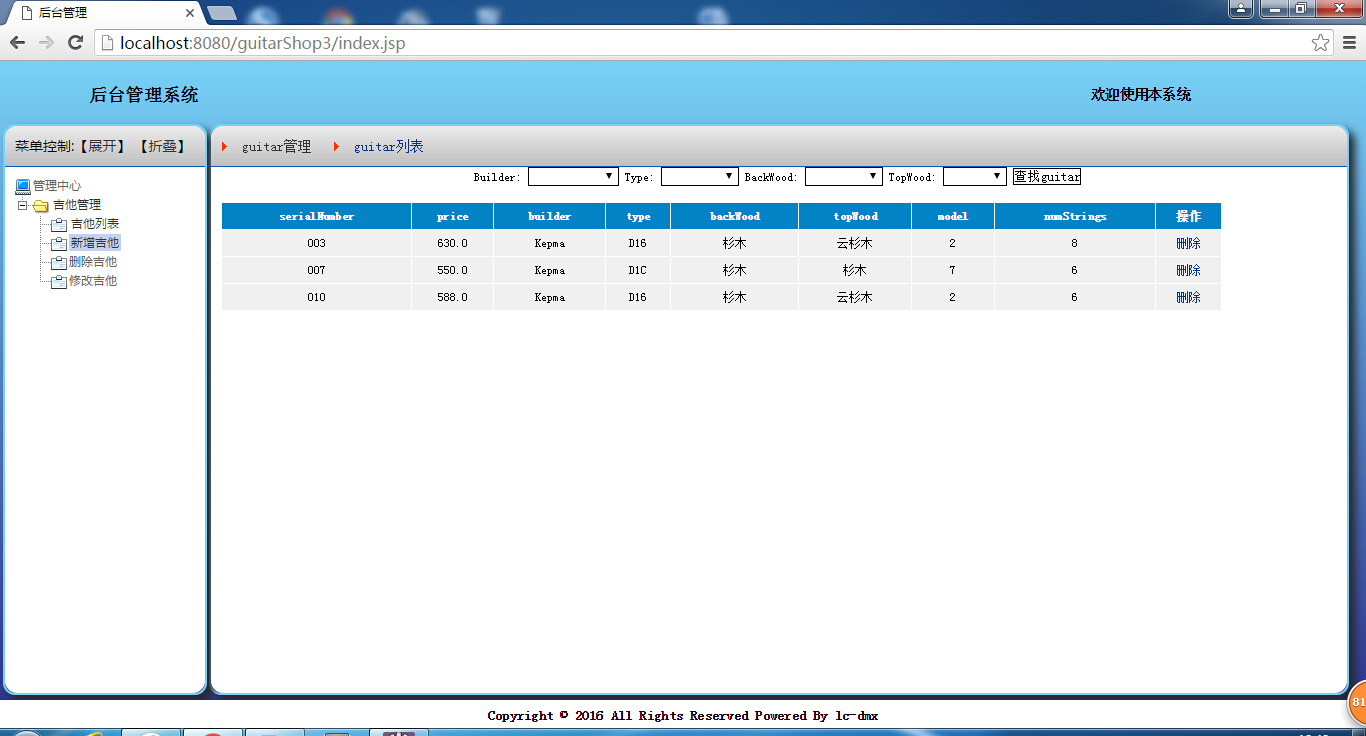 后台管理
localhost:8080/guitarShop3/index.jsp
后台管理系统 欢迎使用本系统
菜单控制:【展开】 【折叠】
管理中心
吉他管理
吉他列表
新增吉他
删除吉他
修改吉他
guitar管理 guitar列表
Builder: Type: BackWood: TopWood: 查找guitar
serialNumber price builder type backWood topWood model numStrings 操作
003 630.0 Kepma D16 杉木 云杉木 2 8 删除
007 550.0 Kepma D1C 杉木 杉木 7 6 删除
010 588.0 Kepma D16 杉木 云杉木 2 6 删除
81
Copyright © 2016 All Rights Reserved Powered By lc-dmx